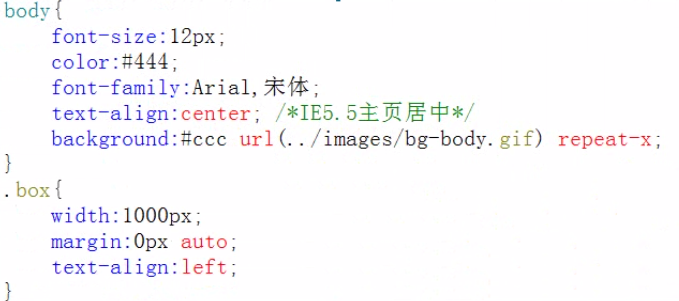 body{
font-size:12px;
color:#444;
font-family:Arial,宋体;
text-align:center; /*IE5.5主页居中*/
background:#ccc url(../images/bg-body.gif) repeat-x;
}
.box{
width:1000px;
margin:0px auto;
text-align:left;
}